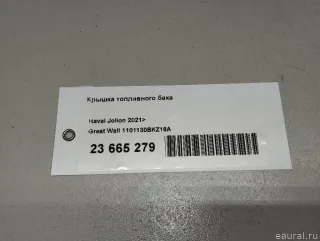 Крышка топливного бака
Haval Jolion 2021>
Great Wall 1101130BKZ16A
23 665 279
eaural.ru